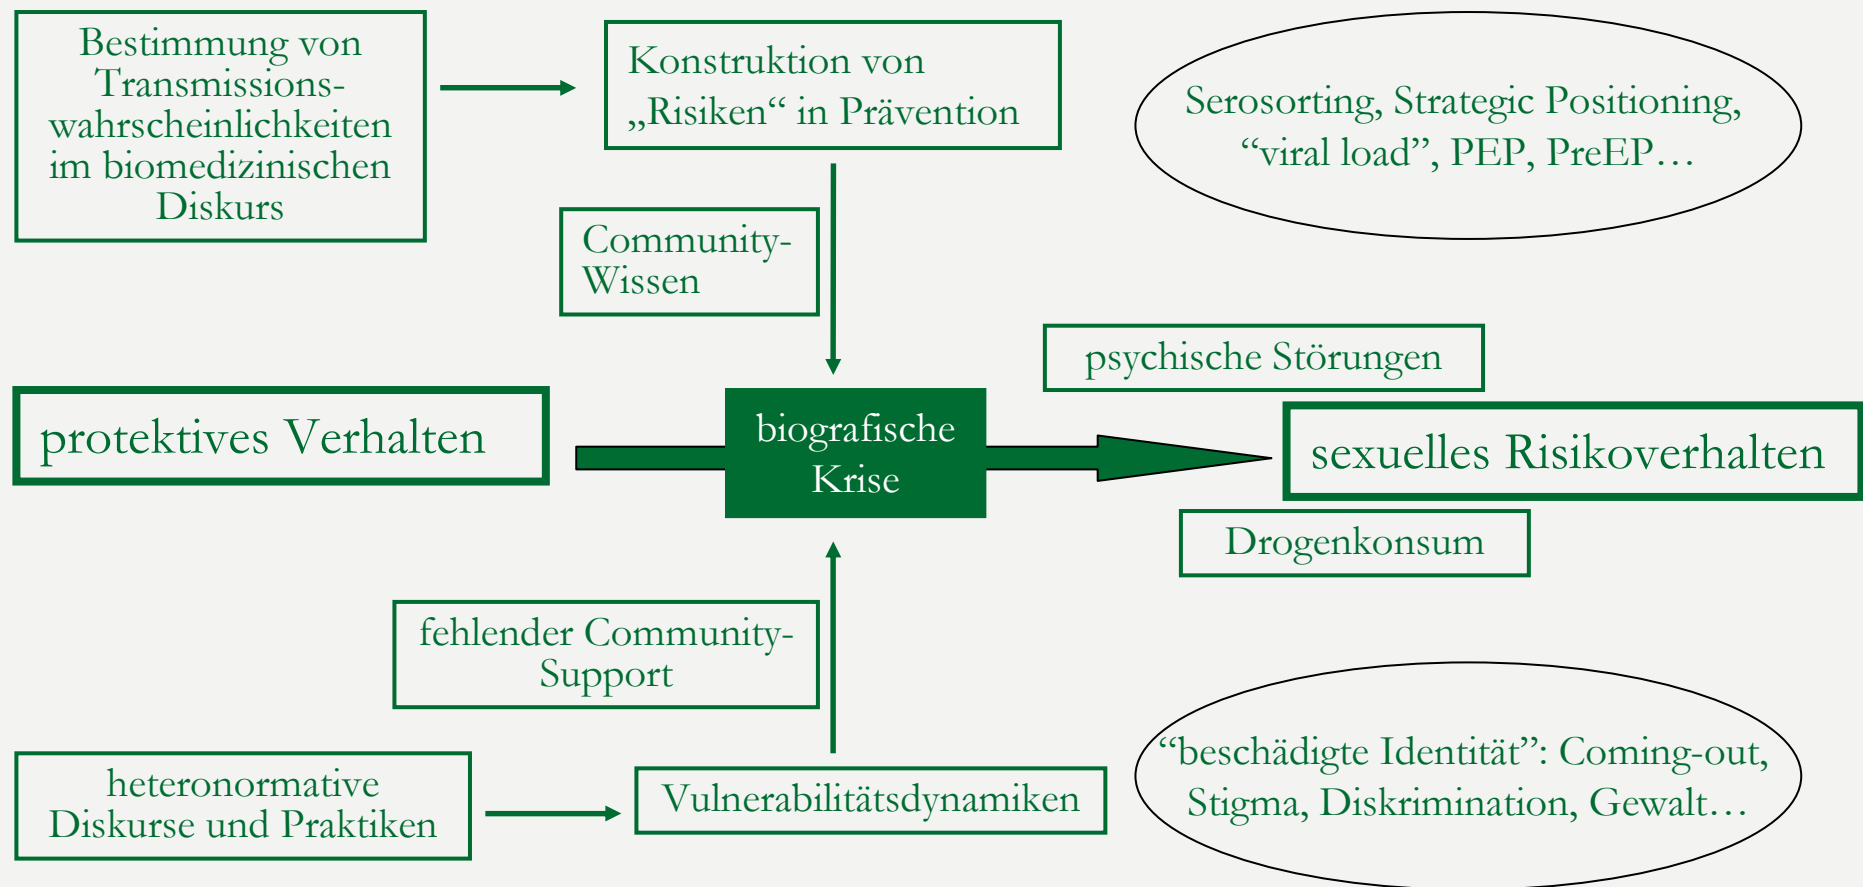 Bestimmung von
Transmissions-
wahrscheinlichkeiten
im biomedizinischen
Diskurs
Konstruktion von
„Risiken“ in Prävention
Serosorting, Strategic Positioning,
“viral load”, PEP, PreEP…
Community-
Wissen
psychische Störungen
protektives Verhalten
biografische
Krise
sexuelles Risikoverhalten
Drogenkonsum
fehlender Community-
Support
heteronormative
Diskurse und Praktiken
Vulnerabilitätsdynamiken
“beschädigte Identität”: Coming-out,
Stigma, Diskrimination, Gewalt…